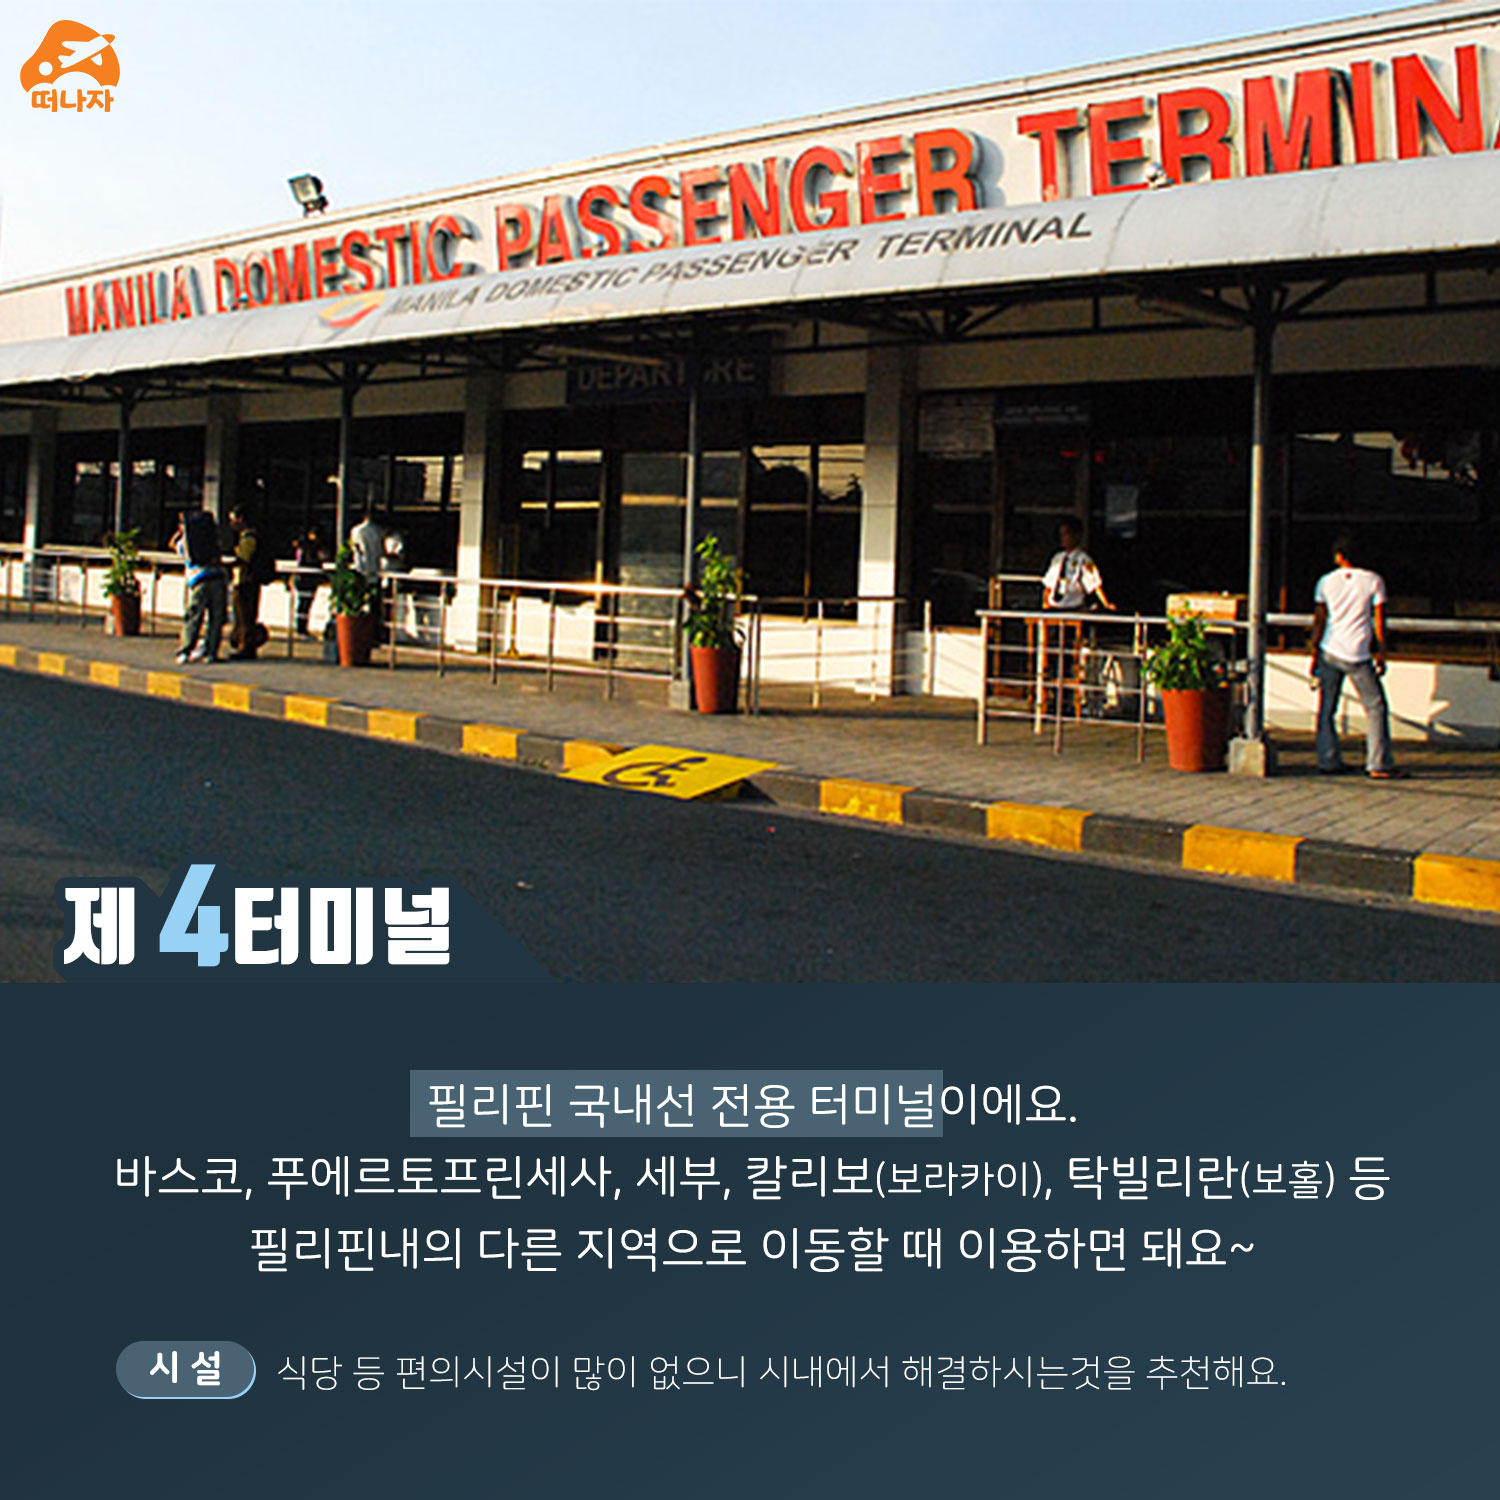 떠나자
MANILA DOMESTIC PASSENGER TERMINA
MANILA DOMESTIC PASSENGER TERMINAL
DEPARTURE
제 4터미널
필리핀 국내선 전용 터미널이에요.
바스코, 푸에르토프린세사, 세부, 칼리보(보라카이), 탁빌리란(보홀) 등
필리핀내의 다른 지역으로 이동할 때 이용하면 돼요~
시설 식당 등 편의시설이 많이 없으니 시내에서 해결하시는것을 추천해요.